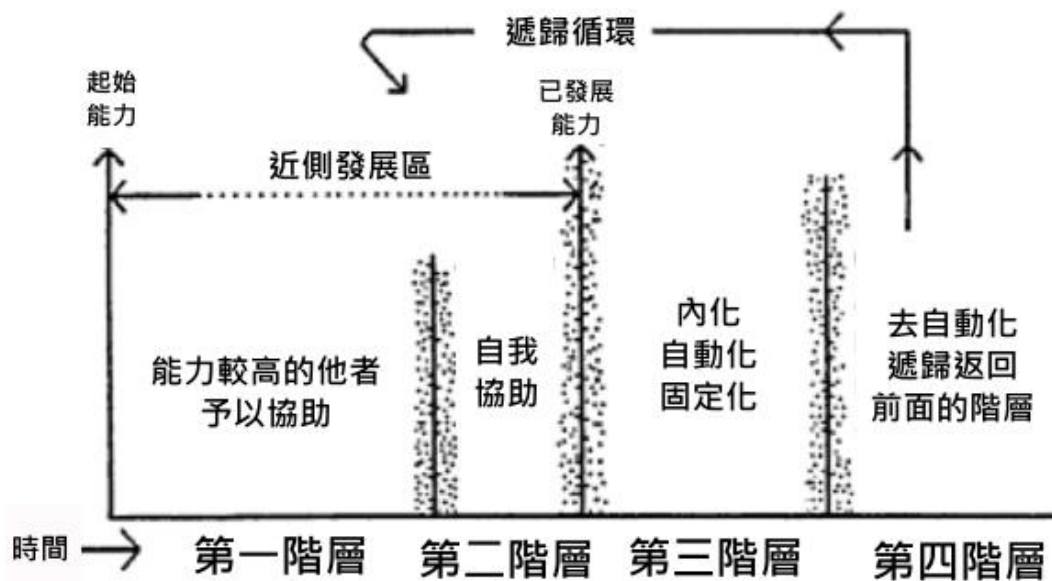 遞歸循環
起始
能力
已發展
能力
近側發展區
能力較高的他者
予以協助
自我
協助
內化
自動化
固定化
去自動化
遞歸返回
前面的階層
時間
第一階層
第二階層
第三階層
第四階層